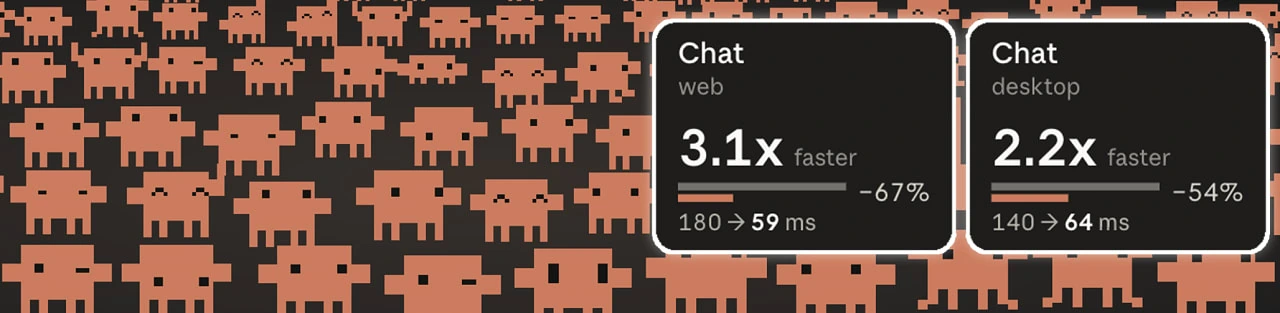 Chat
web
3.1x faster
-67%
180 → 59 ms
Chat
desktop
2.2x faster
-54%
140 → 64 ms